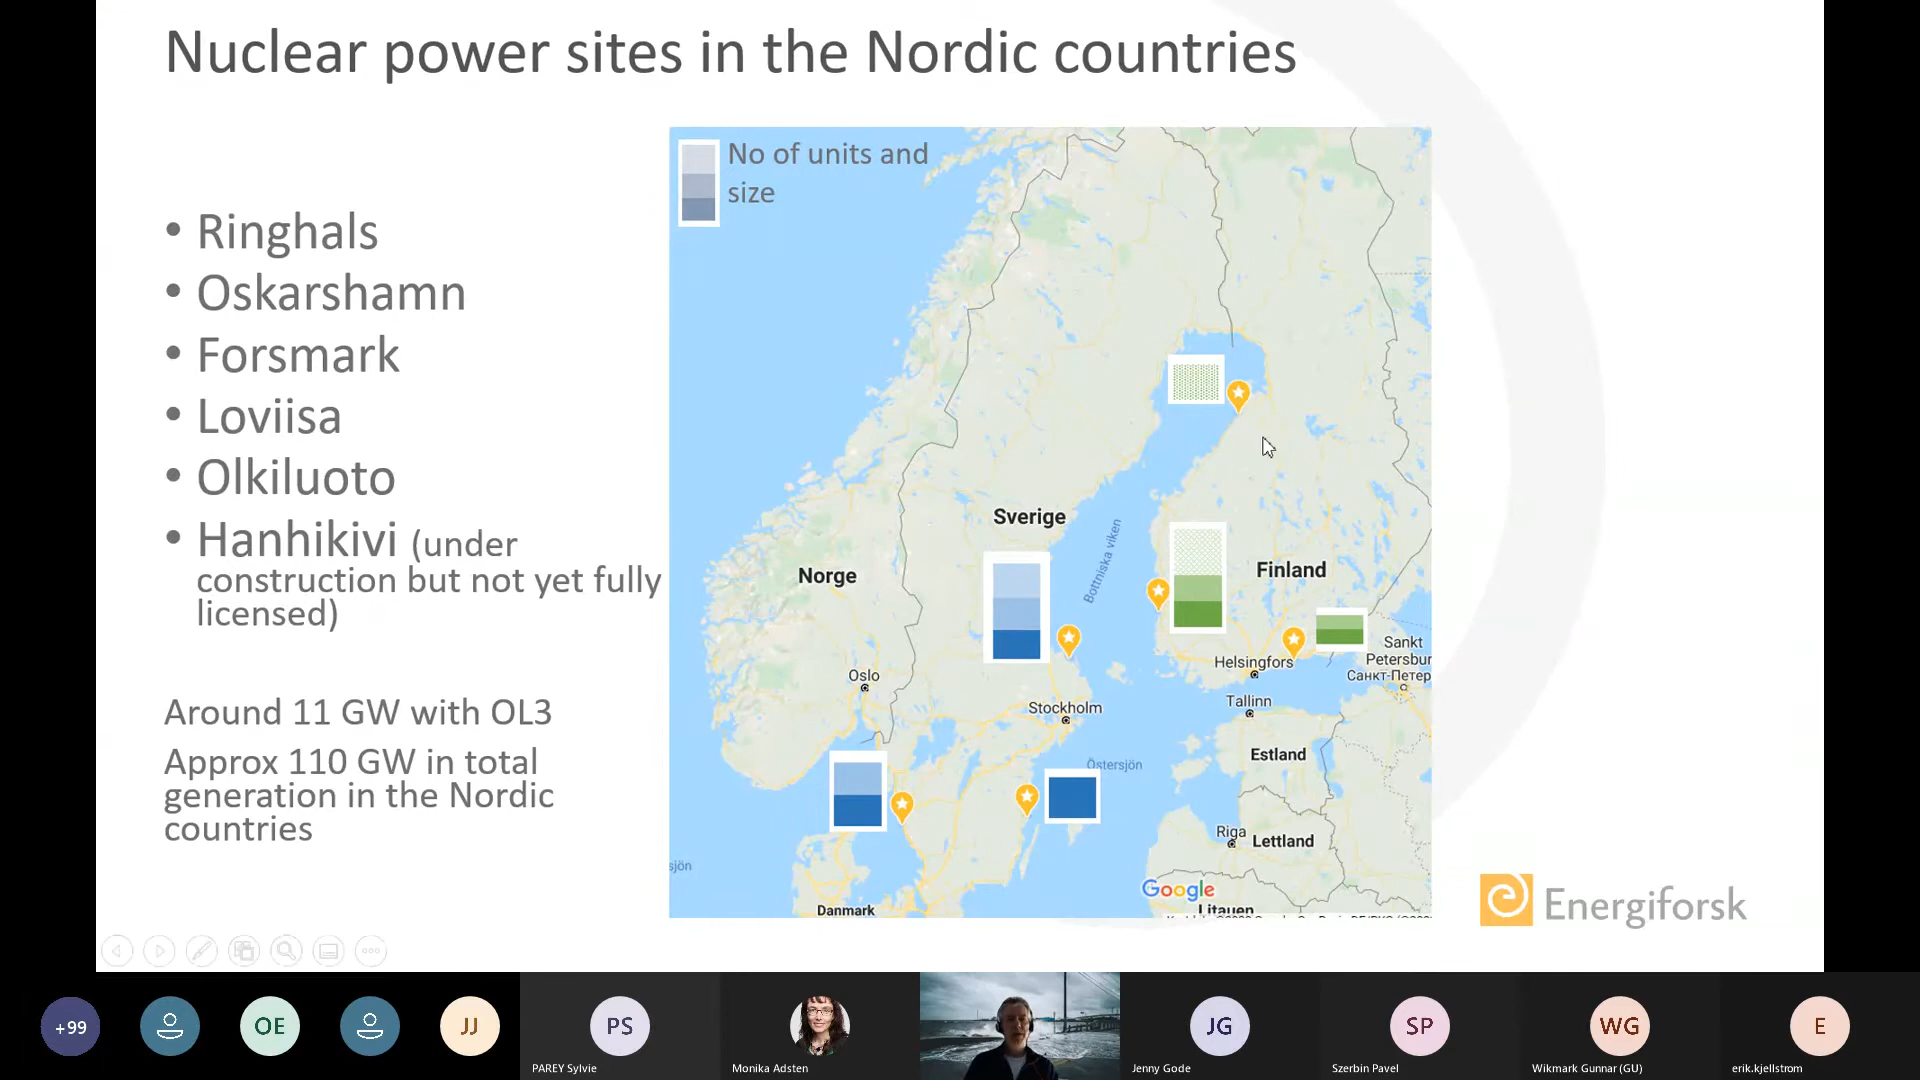 Nuclear power sites in the Nordic countries
No of units and
size
• Ringhals
• Oskarshamn
• Forsmark
• Loviisa
• Olkiluoto
• Hanhikivi (under
construction but not yet fully
licensed)
Around 11 GW with OL3
Approx 110 GW in total
generation in the Nordic
countries
Sverige
Norge
Bottniska viken
Finland
Oslo
Stockholm
Helsingfors
Tallinn
Sankt
Petersbur
Санкт-Петер
Estland
Östersjön
Riga
Lettland
sjön
Danmark
Google
Litauen
Energiforsk
+99
OE
JJ
PS
JG
SP
WG
E
PAREY Sylvie
Monika Adsten
Jenny Gode
Szerbin Pavel
Wikmark Gunnar (GU)
erik.kjellstrom